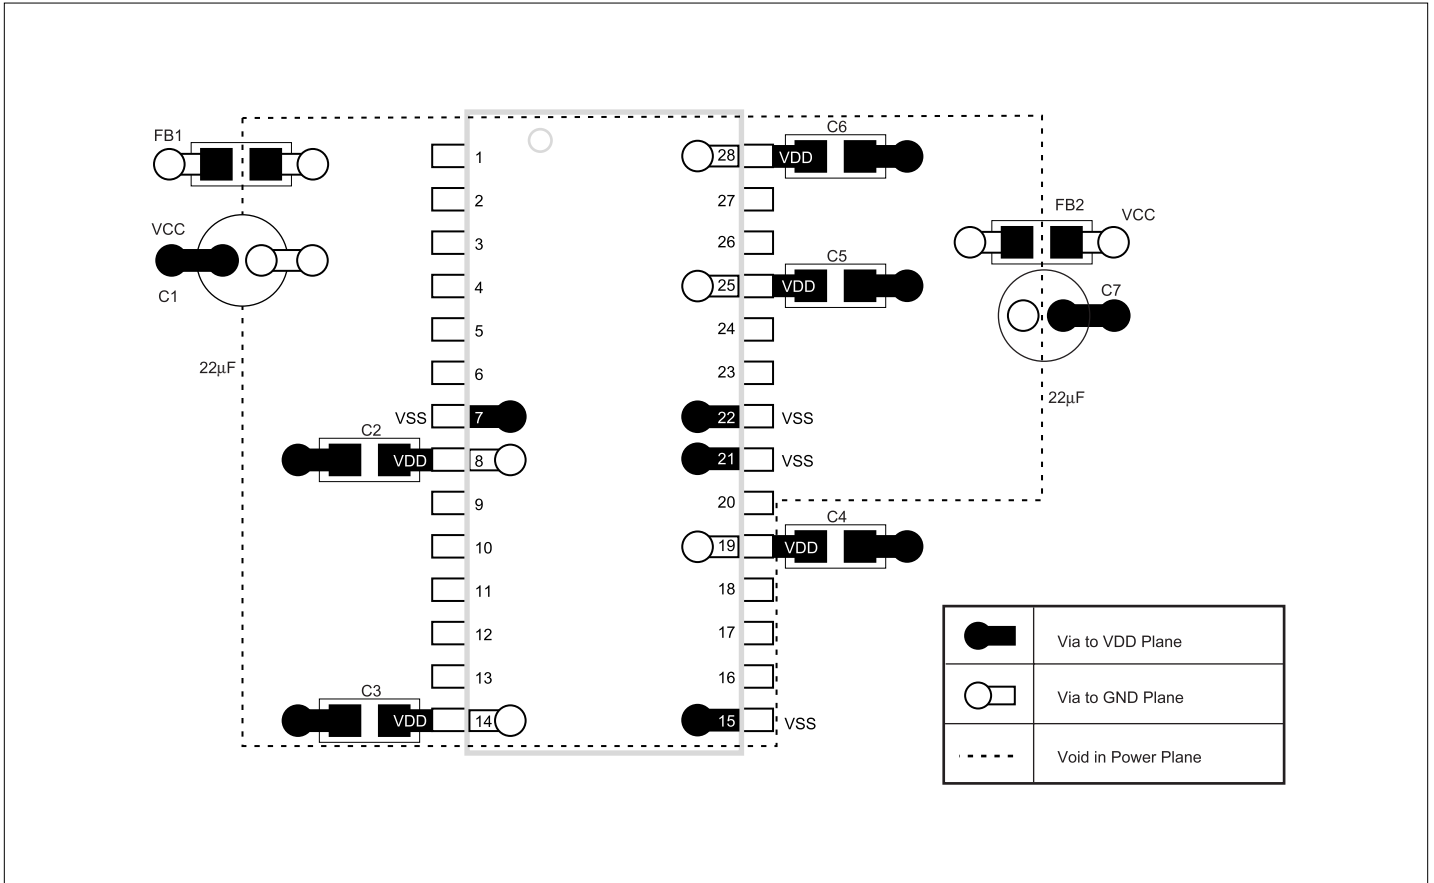 FB1
VCC
C1
22µF
1
2
3
4
5
6
VSS 7
C2
VDD 8
9
10
11
12
13
C3
VDD 14
C6
28 VDD
27
26
C5
25 VDD
24
23
22 VSS
21 VSS
20
C4
19 VDD
18
17
16
15 VSS
FB2
VCC
C7
22µF
Via to VDD Plane
Via to GND Plane
Void in Power Plane